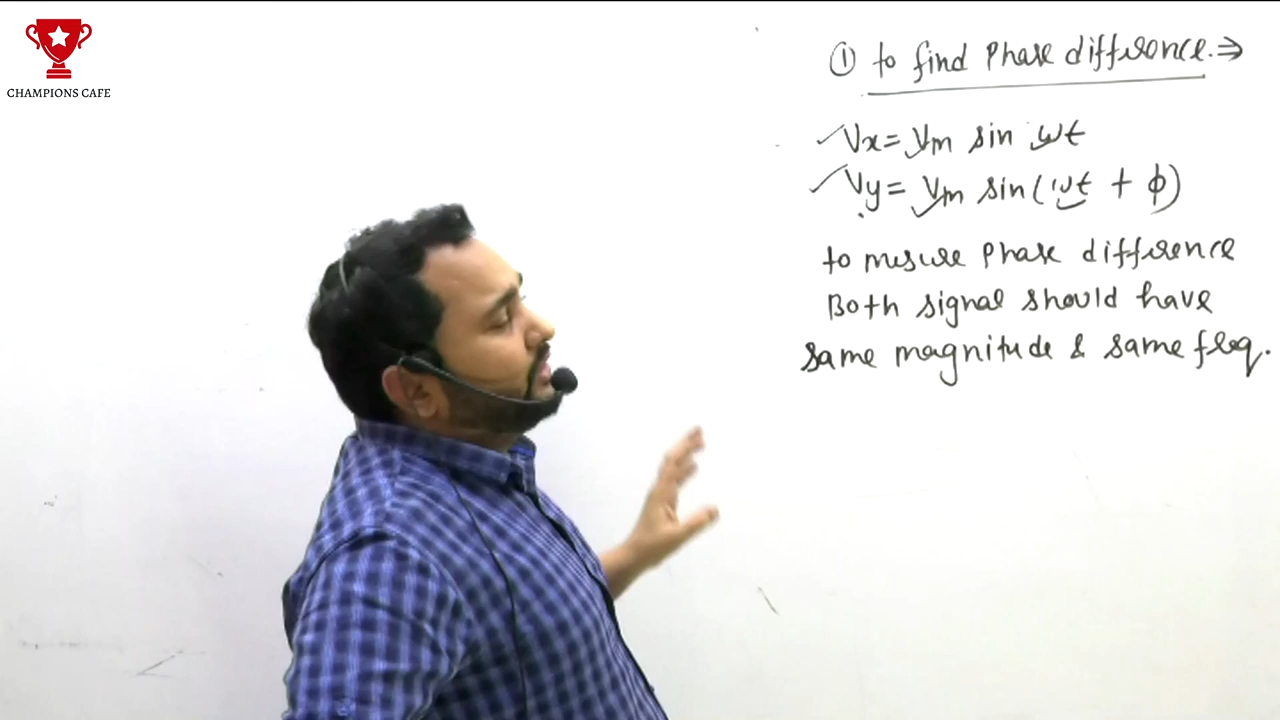 CHAMPIONS CAFE
① to find Phase difference. ⇒
Vx = Vm sin ωt
Vy = Vm sin(ωt + ϕ)
to mesure Phase difference
Both signal should have
same magnitude & same freq.